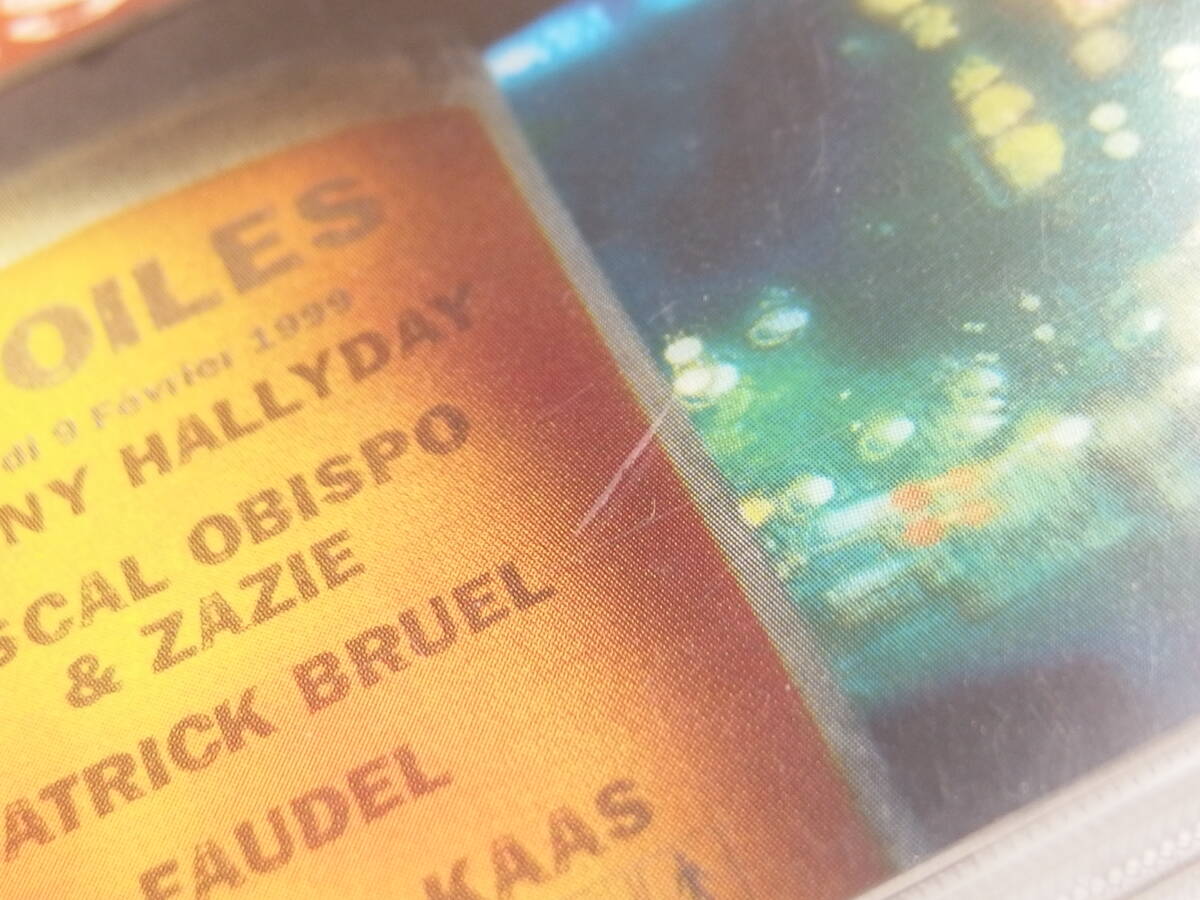 OILES
di 9 Février 1999
NY HALLYDAY
SCAL OBISPO
& ZAZIE
ATRICK BRUEL
FAUDEL
KAAS